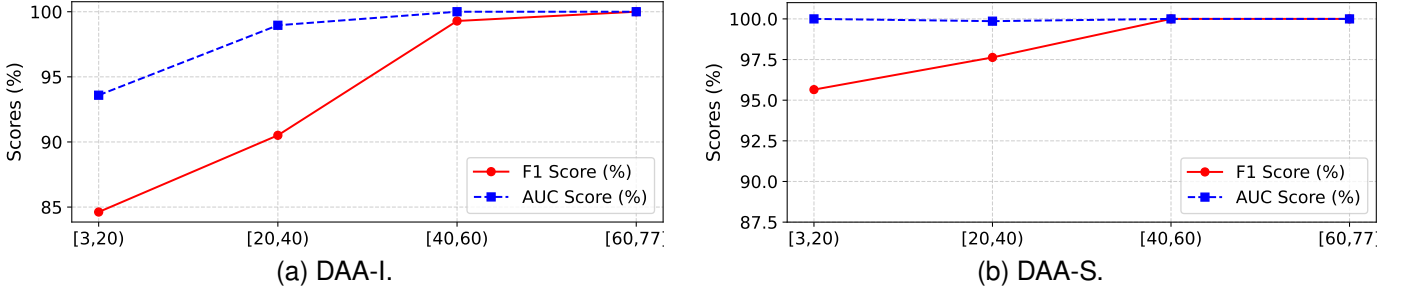 100
95
90
85
Scores (%)
F1 Score (%)
AUC Score (%)
[3,20)
[20,40)
[40,60)
[60,77]
(a) DAA-I.
100.0
97.5
95.0
92.5
90.0
87.5
Scores (%)
F1 Score (%)
AUC Score (%)
[3,20)
[20,40)
[40,60)
[60,77]
(b) DAA-S.